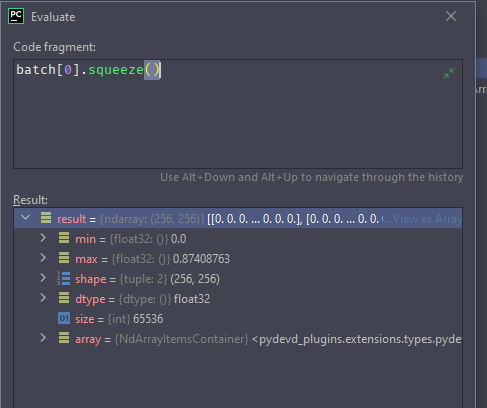 PC Evaluate
Code fragment:
batch[0].squeeze()
Use Alt+Down and Alt+Up to navigate through the history
Result:
result = {ndarray: (256, 256)} [[0. 0. 0. ... 0. 0. 0.], [0. 0. 0. ... 0. 0. ...View as Array
min = {float32: ()} 0.0
max = {float32: ()} 0.87408763
shape = {tuple: 2} (256, 256)
dtype = {dtype: ()} float32
01 size = {int} 65536
array = {NdArrayItemsContainer} <pydevd_plugins.extensions.types.pyde